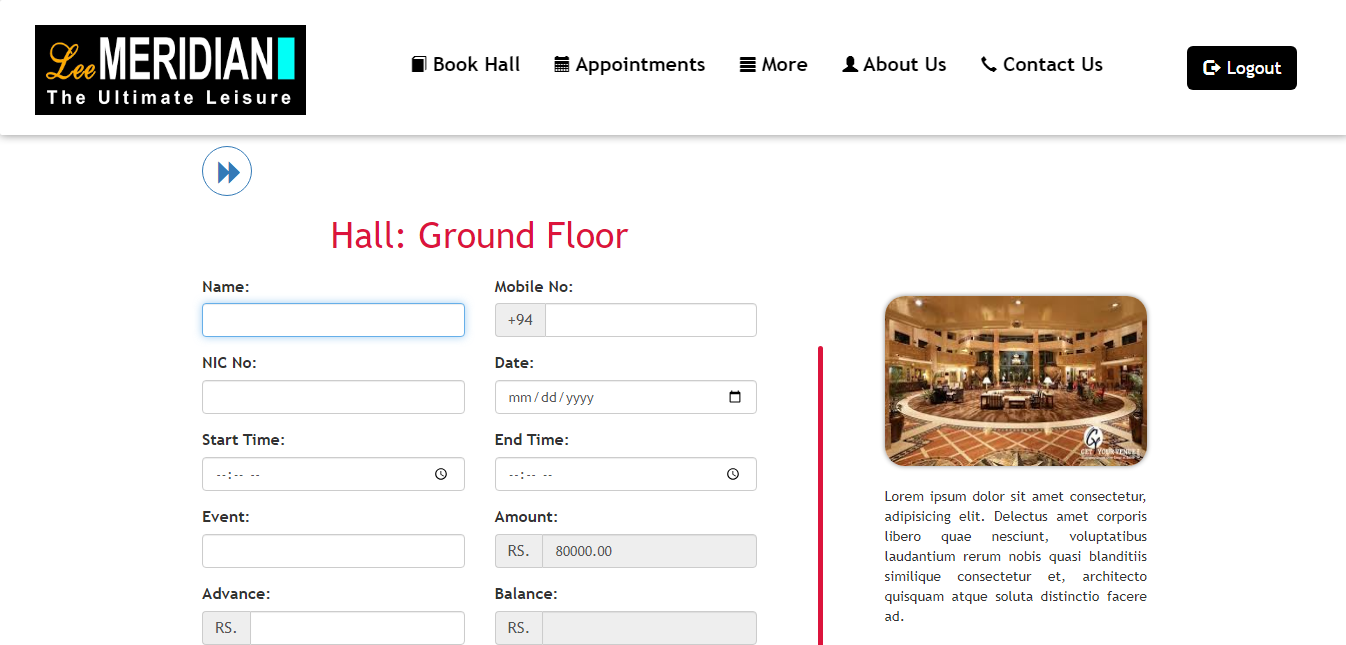 Lee MERIDIAN
The Ultimate Leisure
Book Hall
Appointments
More
About Us
Contact Us
Logout
Hall: Ground Floor
Name:
Mobile No:
+94
NIC No:
Date:
mm/dd/yyyy
Start Time:
End Time:
--:-- --
--:-- --
Event:
Amount:
RS.
80000.00
Advance:
Balance:
RS.
RS.
GET YOUR VENUE
Lorem ipsum dolor sit amet consectetur,
adipisicing elit. Delectus amet corporis
libero quae nesciunt, voluptatibus
laudantium rerum nobis quasi blanditiis
similique consectetur et, architecto
quisquam atque soluta distinctio facere
ad.